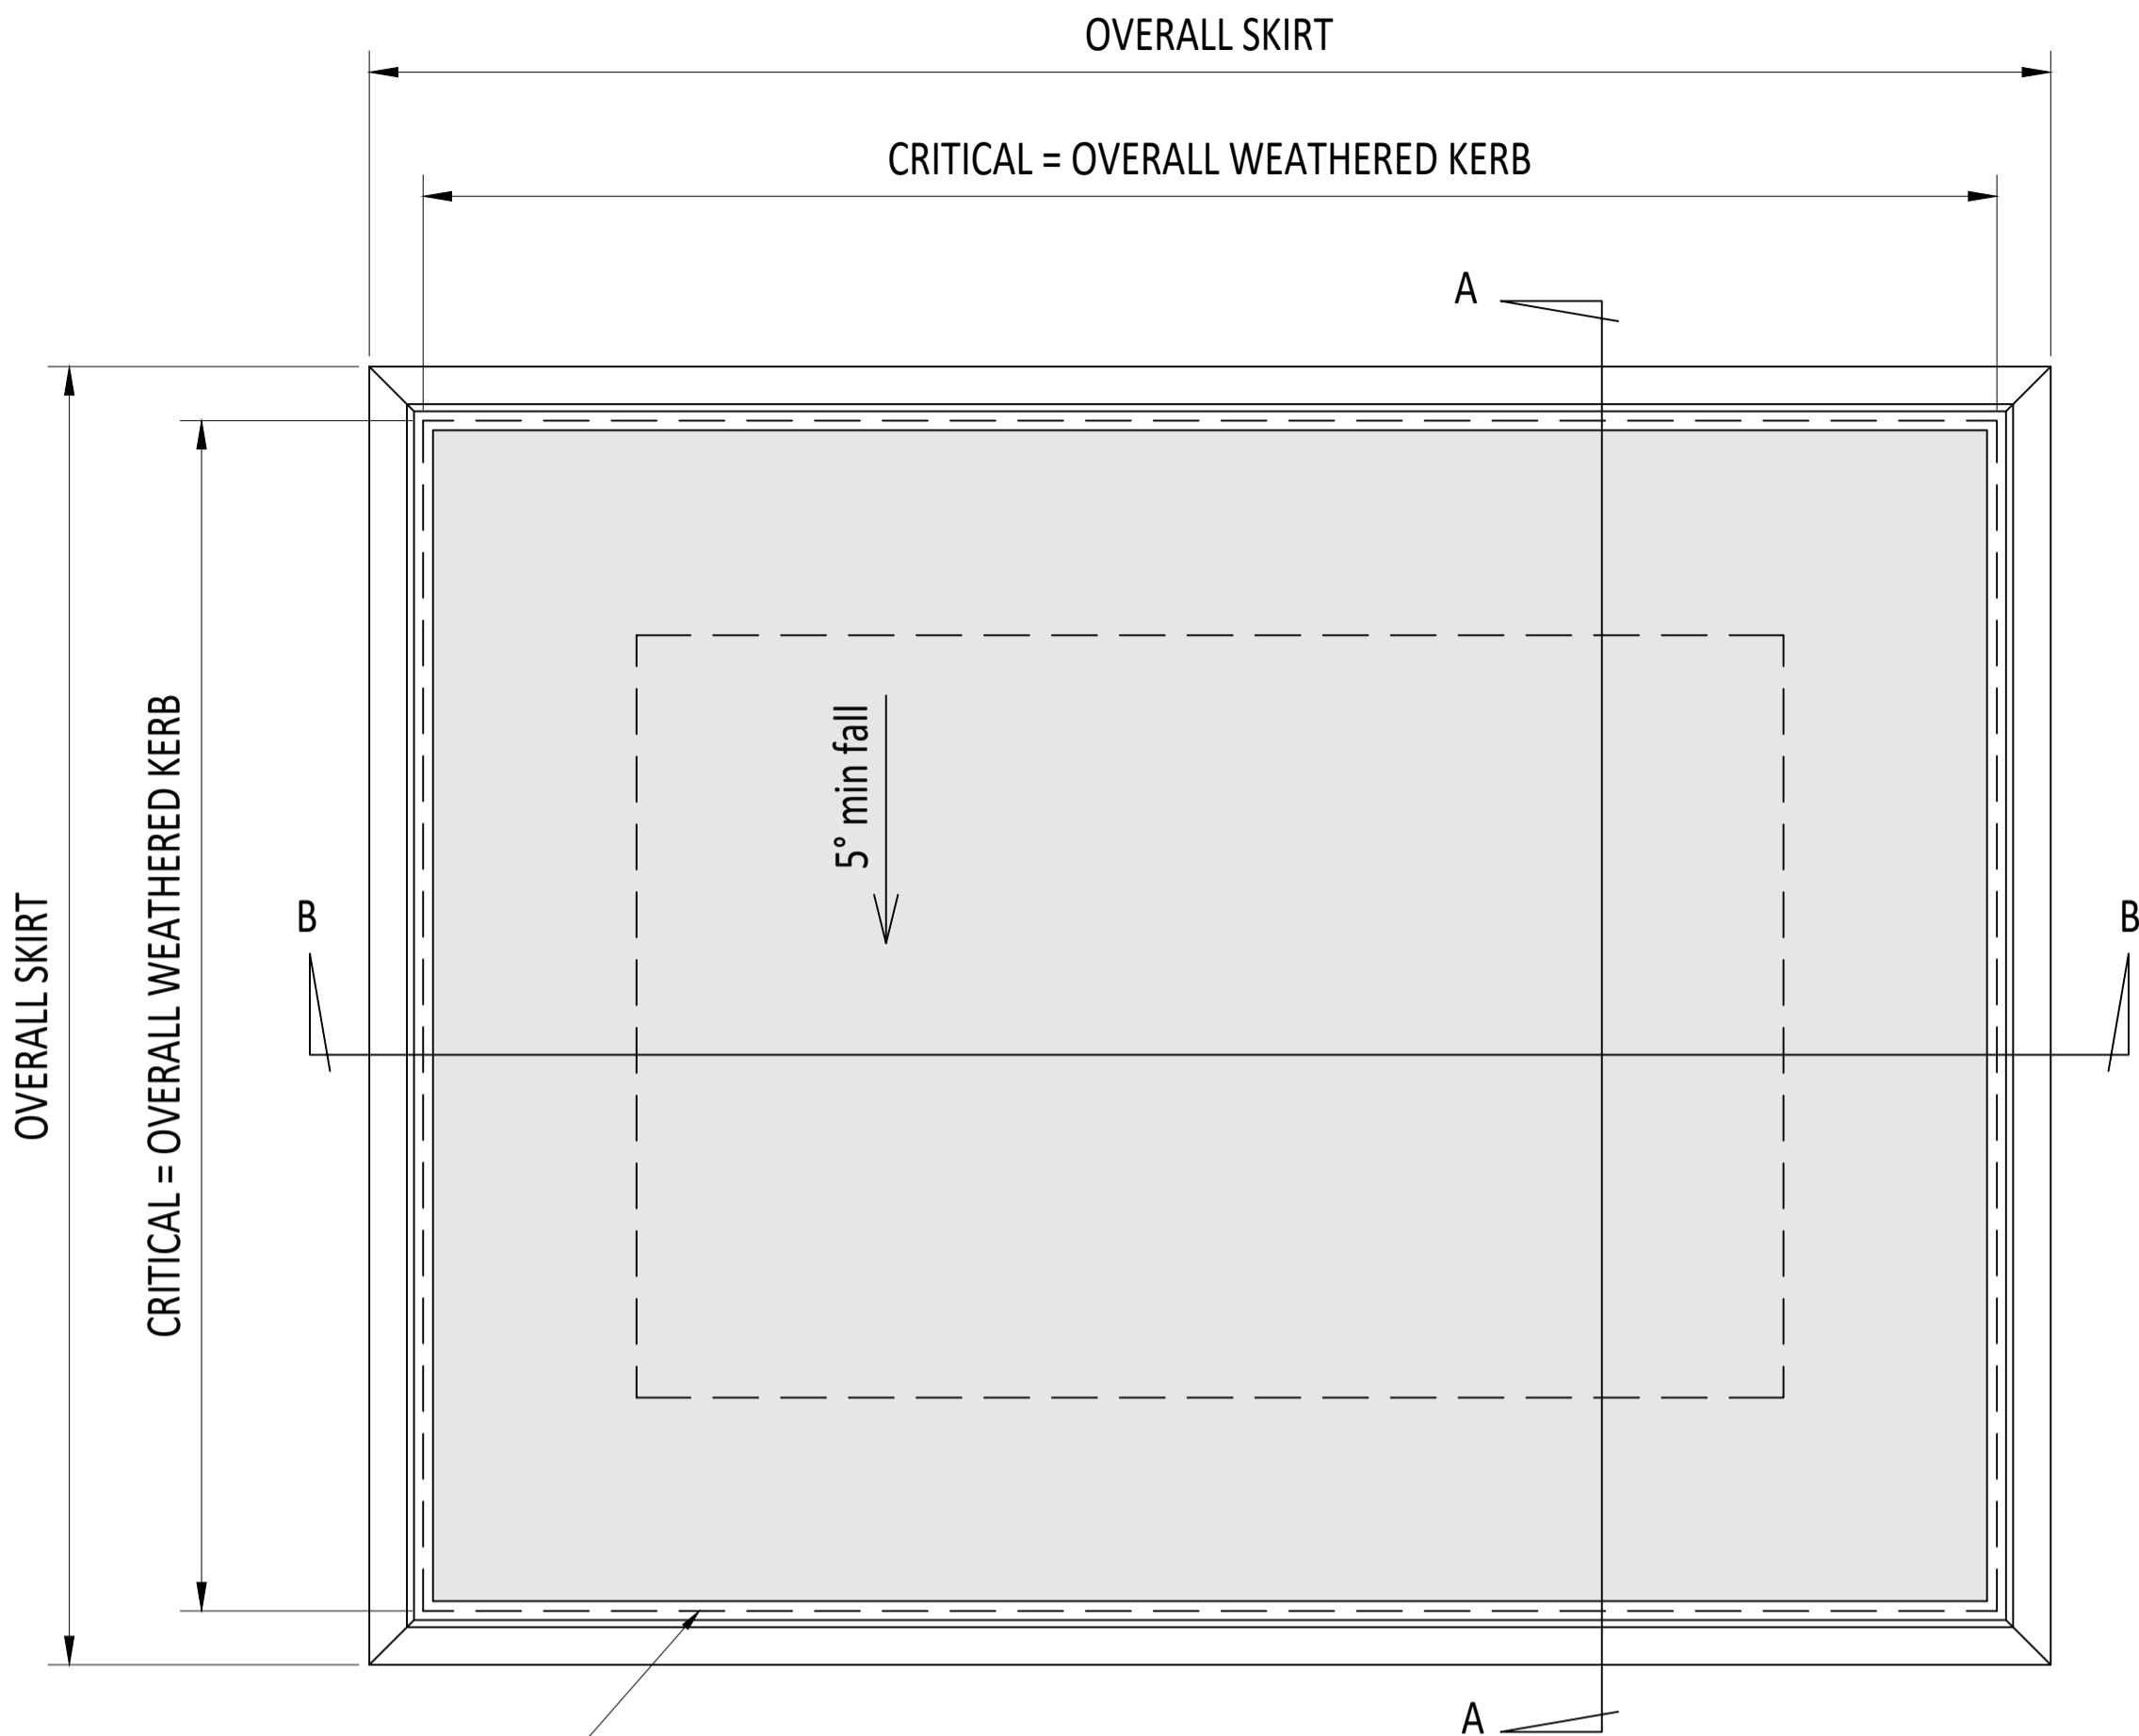 OVERALL SKIRT
CRITICAL = OVERALL WEATHERED KERB
A
5° min fall
B
B
OVERALL SKIRT
CRITICAL = OVERALL WEATHERED KERB
A